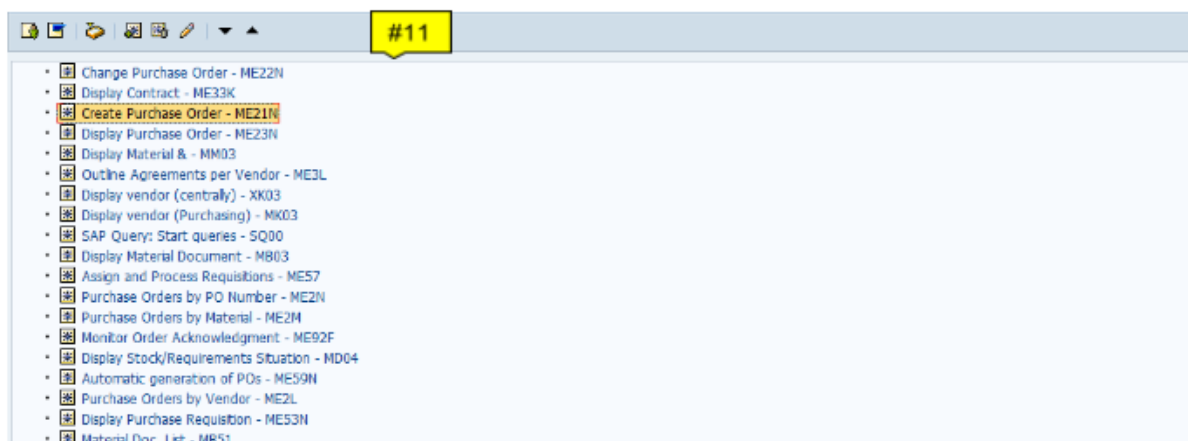 #11
Change Purchase Order - ME22N
Display Contract - ME33K
Create Purchase Order - ME21N
Display Purchase Order - ME23N
Display Material & - MM03
Outline Agreements per Vendor - ME3L
Display vendor (centrally) - XK03
Display vendor (Purchasing) - MK03
SAP Query: Start queries - SQ00
Display Material Document - MB03
Assign and Process Requisitions - ME57
Purchase Orders by PO Number - ME2N
Purchase Orders by Material - ME2M
Monitor Order Acknowledgment - ME92F
Display Stock/Requirements Situation - MD04
Automatic generation of POs - ME59N
Purchase Orders by Vendor - ME2L
Display Purchase Requisition - ME53N
Material Doc. List - MB51